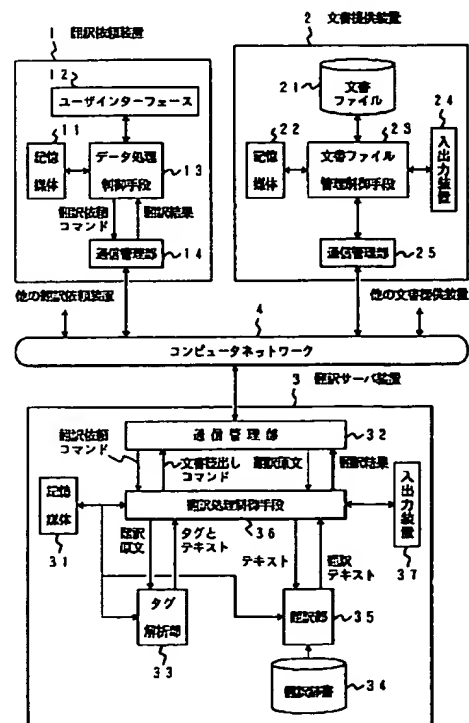 1 翻訳依頼装置
2 文書提供装置
12
ユーザインターフェース
11
記憶
媒体
データ処理
制御手段
13
翻訳依頼
コマンド
翻訳結果
通信管理部
14
21
文書
ファイル
22
記憶
媒体
23
文書ファイル
管理制御手段
24
入出力装置
通信管理部
25
他の翻訳依頼装置
他の文書提供装置
4
コンピュータネットワーク
3 翻訳サーバ装置
通信管理部
32
翻訳依頼
コマンド
文書読出し
コマンド
翻訳原文
翻訳結果
記憶
媒体
31
翻訳処理制御手段
36
入出力装置
37
翻訳
原文
タグと
テキスト
テキスト
翻訳
テキスト
タグ
解析部
33
翻訳部
35
翻訳辞書
34